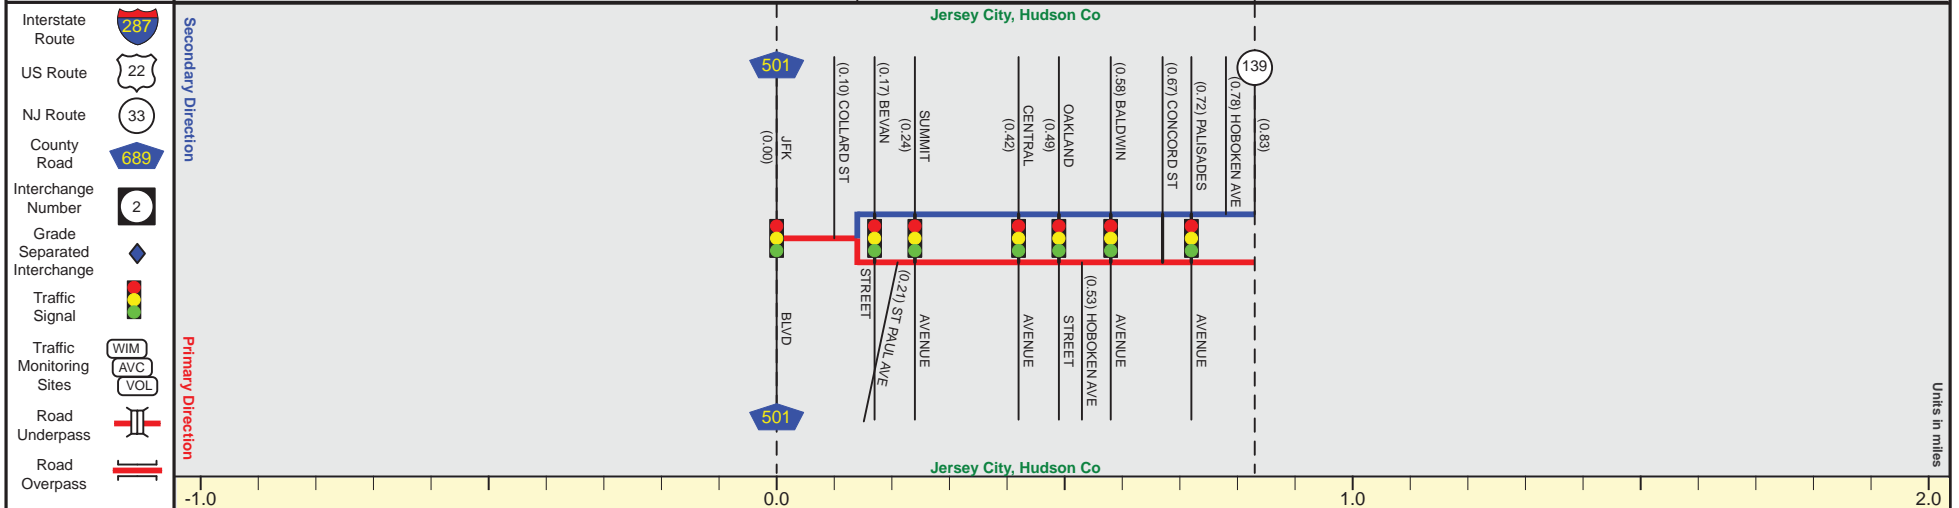 Interstate
Route
287
US Route
22
NJ Route
33
County
Road
689
Interchange
Number
2
Grade
Separated
Interchange
Traffic
Signal
Traffic
Monitoring
Sites
WIM
AVC
VOL
Road
Underpass
Road
Overpass
Secondary Direction
Primary Direction
Jersey City, Hudson Co
501
JFK
(0.00)
BLVD
501
(0.10) COLLARD ST
(0.17) BEVAN
STREET
(0.21) ST PAUL AVE
SUMMIT
(0.24)
AVENUE
CENTRAL
(0.42)
AVENUE
OAKLAND
(0.49)
STREET
(0.53) HOBOKEN AVE
(0.58) BALDWIN
AVENUE
(0.67) CONCORD ST
(0.72) PALISADES
AVENUE
(0.78) HOBOKEN AVE
139
(0.83)
Jersey City, Hudson Co
Units in miles
-1.0
0.0
1.0
2.0